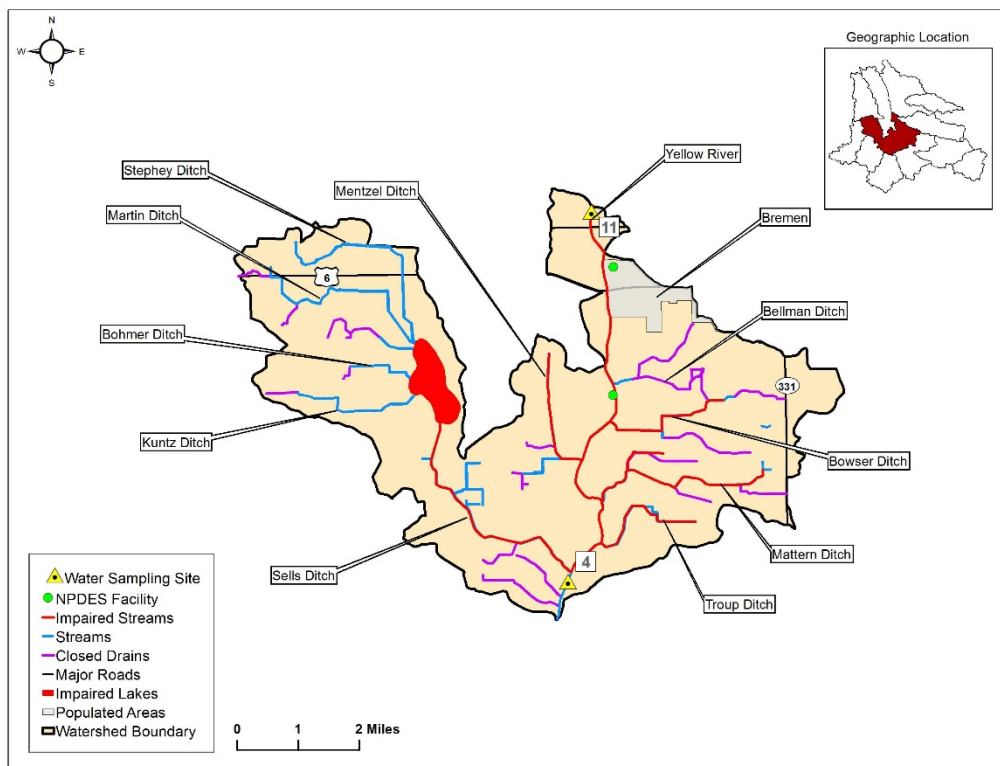 N
W E
S
Geographic Location
Yellow River
Stephey Ditch
Mentzel Ditch
Martin Ditch
Bremen
11
6
Bellman Ditch
Bohmer Ditch
331
Kuntz Ditch
Bowser Ditch
Mattern Ditch
4
Sells Ditch
Troup Ditch
Water Sampling Site
NPDES Facility
Impaired Streams
Streams
Closed Drains
Major Roads
Impaired Lakes
Populated Areas
Watershed Boundary
0 1 2 Miles